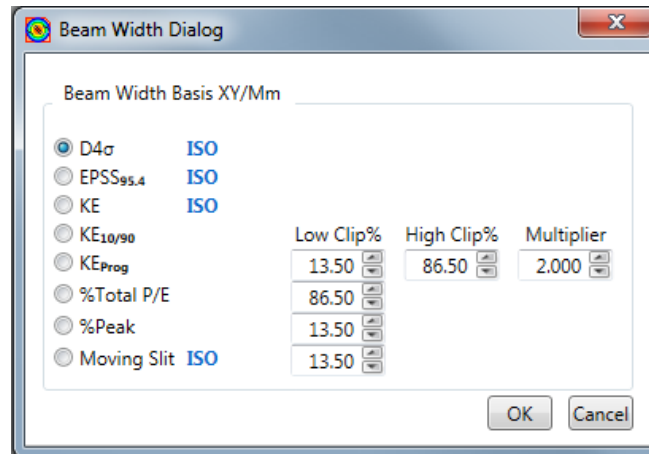 Beam Width Dialog
x
Beam Width Basis XY/Mm
D4σ ISO
EPSS95.4 ISO
KE ISO
KE10/90 Low Clip% High Clip% Multiplier
KEProg 13.50 86.50 2.000
%Total P/E 86.50
%Peak 13.50
Moving Slit ISO 13.50
OK Cancel